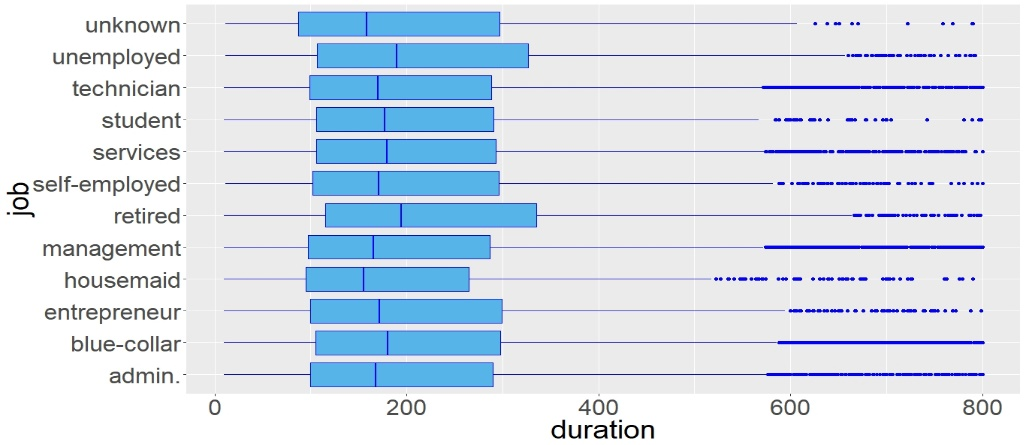 unknown
unemployed
technician
student
services
self-employed
retired
management
housemaid
entrepreneur
blue-collar
admin.
job
0 200 400 600 800
duration